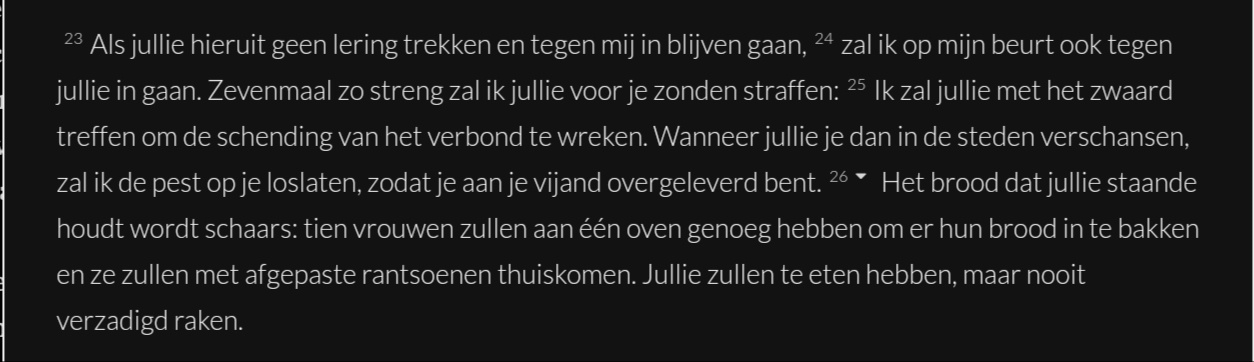 23 Als jullie hieruit geen lering trekken en tegen mij in blijven gaan, 24 zal ik op mijn beurt ook tegen
jullie in gaan. Zevenmaal zo streng zal ik jullie voor je zonden straffen: 25 Ik zal jullie met het zwaard
treffen om de schending van het verbond te wreken. Wanneer jullie je dan in de steden verschansen,
zal ik de pest op je loslaten, zodat je aan je vijand overgeleverd bent. 26 Het brood dat jullie staande
houdt wordt schaars: tien vrouwen zullen aan één oven genoeg hebben om er hun brood in te bakken
en ze zullen met afgepaste rantsoenen thuiskomen. Jullie zullen te eten hebben, maar nooit
verzadigd raken.